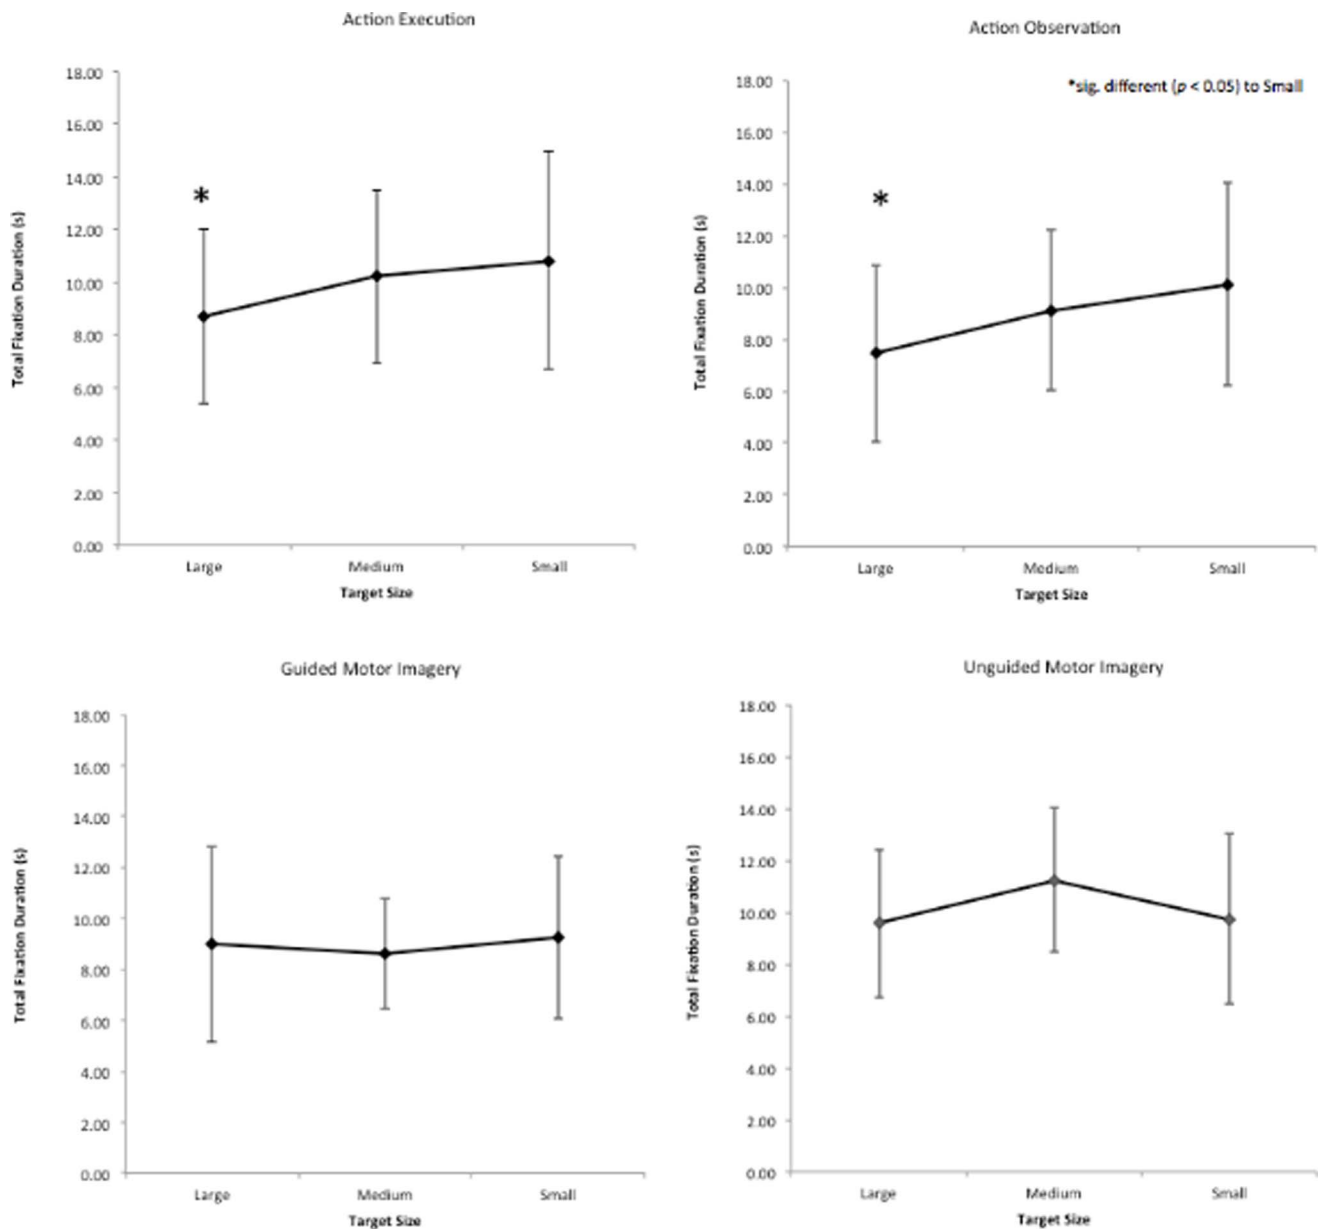 Action Execution
18.00
16.00
14.00
12.00
10.00
8.00
6.00
4.00
2.00
0.00
*
Total Fixation Duration (s)
Large Medium Small
Target Size
Action Observation
*sig. different (p < 0.05) to Small
18.00
16.00
14.00
12.00
10.00
8.00
6.00
4.00
2.00
0.00
*
Total Fixation Duration (s)
Large Medium Small
Target Size
Guided Motor Imagery
18.00
16.00
14.00
12.00
10.00
8.00
6.00
4.00
2.00
0.00
Total Fixation Duration (s)
Large Medium Small
Target Size
Unguided Motor Imagery
18.00
16.00
14.00
12.00
10.00
8.00
6.00
4.00
2.00
0.00
Total Fixation Duration (s)
Large Medium Small
Target Size